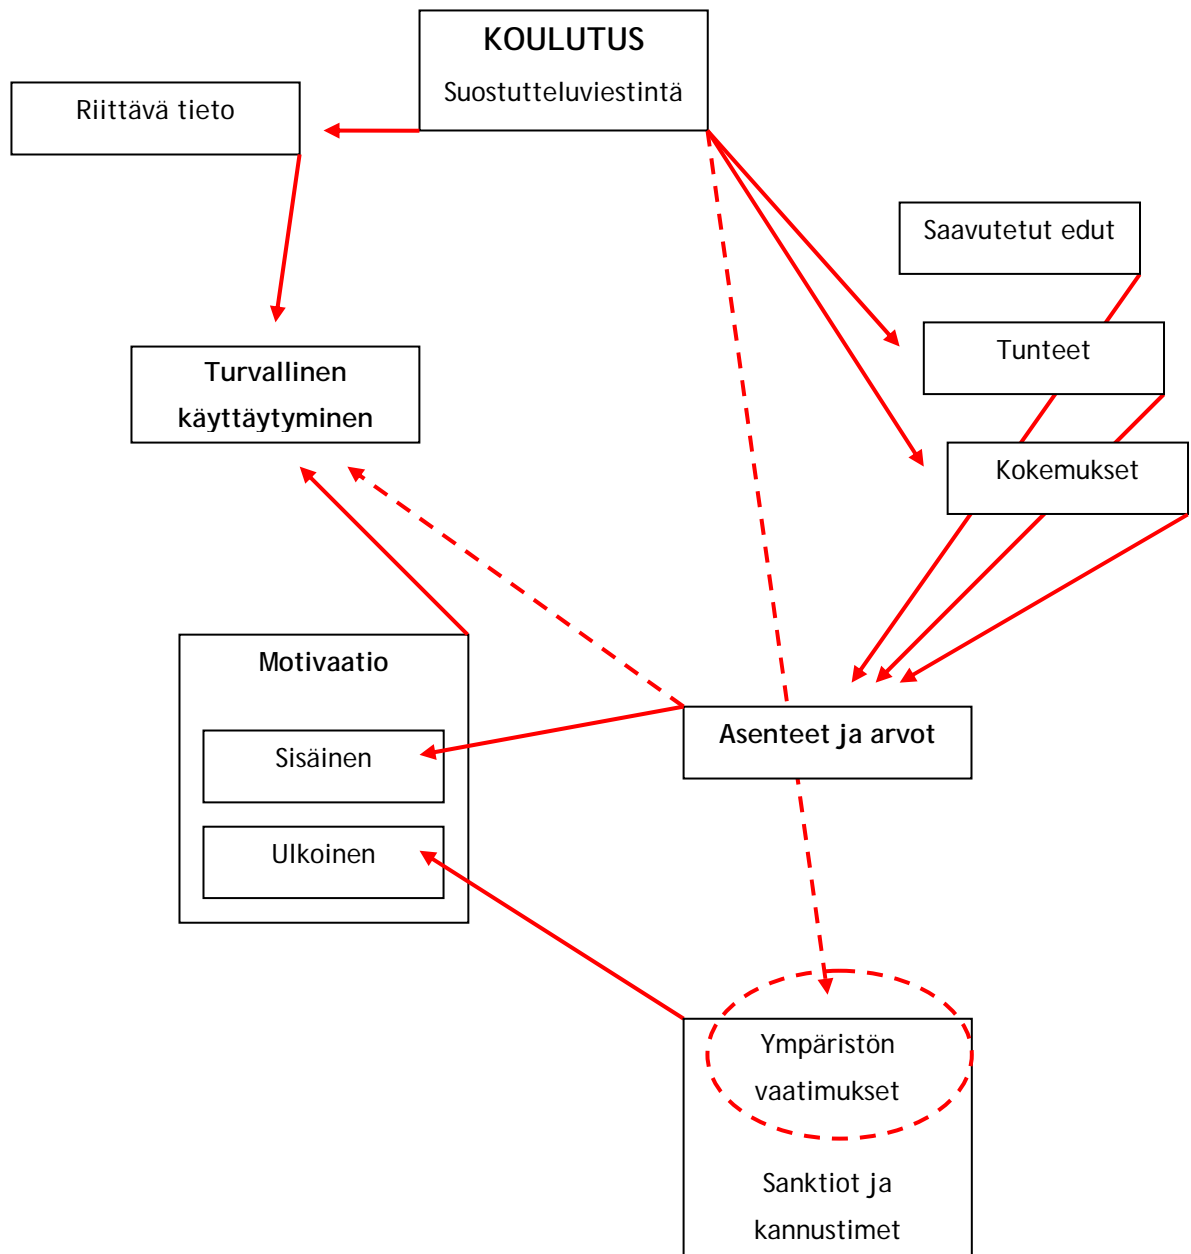 KOULUTUS
Suostutteluviestintä
Riittävä tieto
Saavutetut edut
Tunteet
Turvallinen
käyttäytyminen
Kokemukset
Motivaatio
Asenteet ja arvot
Sisäinen
Ulkoinen
Ympäristön
vaatimukset
Sanktiot ja
kannustimet